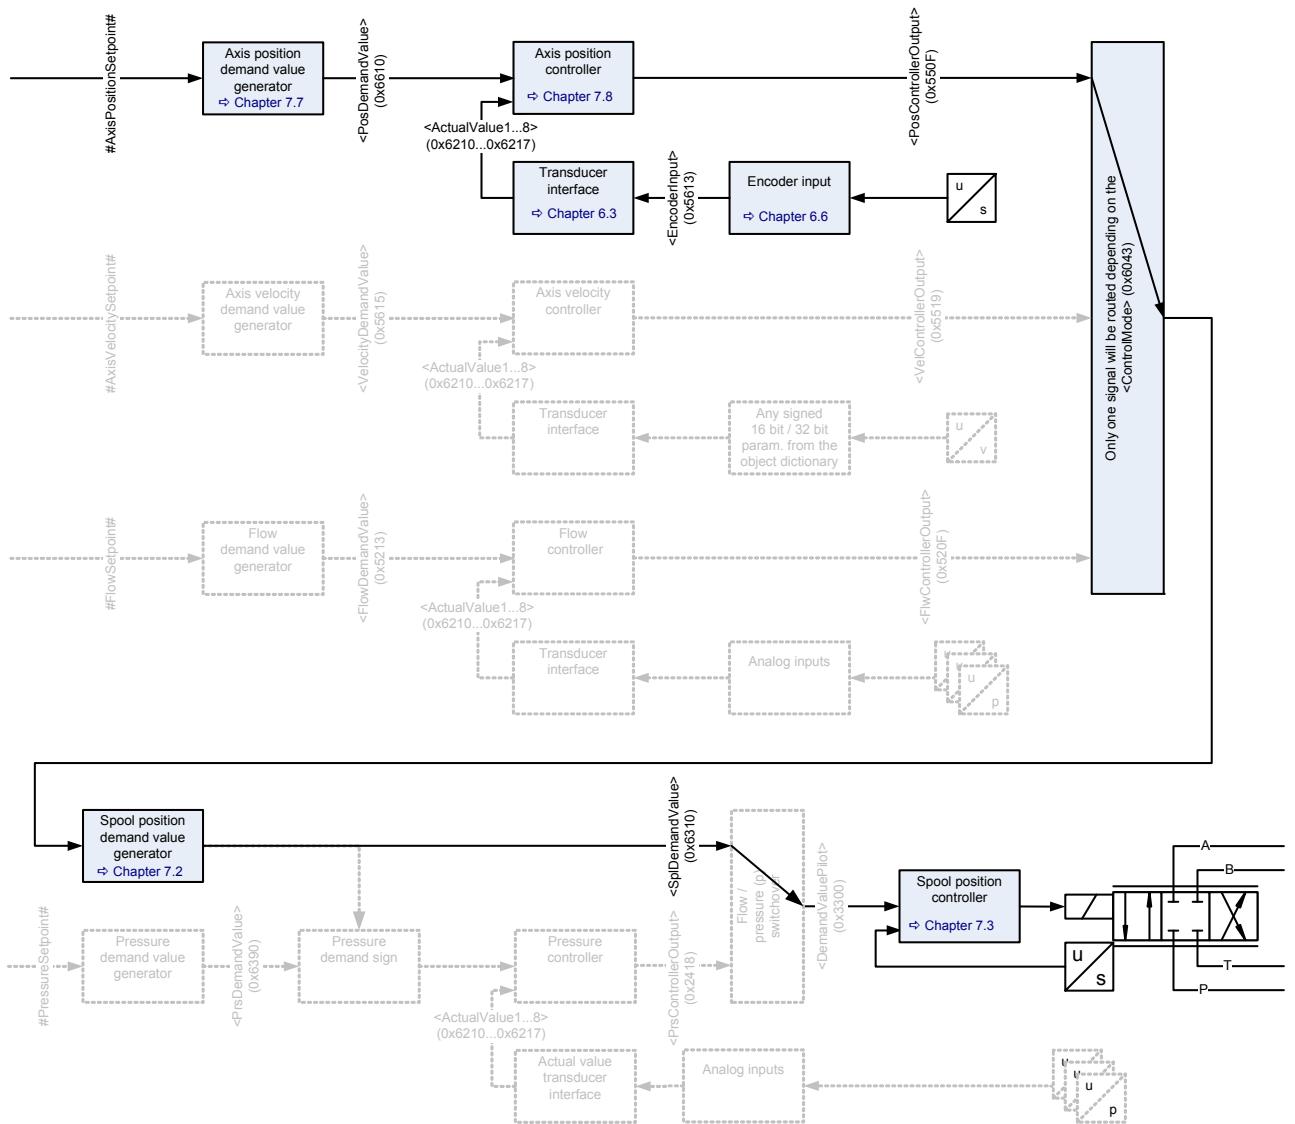 #AxisPositionSetpoint#
Axis position
demand value
generator
⇨ Chapter 7.7
<PosDemandValue>
(0x6610)
Axis position
controller
⇨ Chapter 7.8
<PosControllerOutput>
(0x550F)
<ActualValue1...8>
(0x6210...0x6217)
Transducer
interface
⇨ Chapter 6.3
<EncoderInput>
(0x5613)
Encoder input
⇨ Chapter 6.6
u
s
Only one signal will be routed depending on the
<ControlMode> (0x6043)
#AxisVelocitySetpoint#
Axis velocity
demand value
generator
<VelocityDemandValue>
(0x5615)
Axis velocity
controller
<VelControllerOutput>
(0x5519)
<ActualValue1...8>
(0x6210...0x6217)
Transducer
interface
Any signed
16 bit / 32 bit
param. from the
object dictionary
u
v
#FlowSetpoint#
Flow
demand value
generator
<FlowDemandValue>
(0x5213)
Flow
controller
<FlwControllerOutput>
(0x520F)
<ActualValue1...8>
(0x6210...0x6217)
Transducer
interface
Analog inputs
u
p
Spool position
demand value
generator
⇨ Chapter 7.2
<SplDemandValue>
(0x6310)
Flow /
pressure (p)
switchover
<DemandValuePilot>
(0x3300)
Spool position
controller
⇨ Chapter 7.3
A
B
T
P
u
s
#PressureSetpoint#
Pressure
demand value
generator
<PrsDemandValue>
(0x6390)
Pressure
demand sign
Pressure
controller
<PrsControllerOutput>
(0x2418)
<ActualValue1...8>
(0x6210...0x6217)
Actual value
transducer
interface
Analog inputs
u
u
u
p